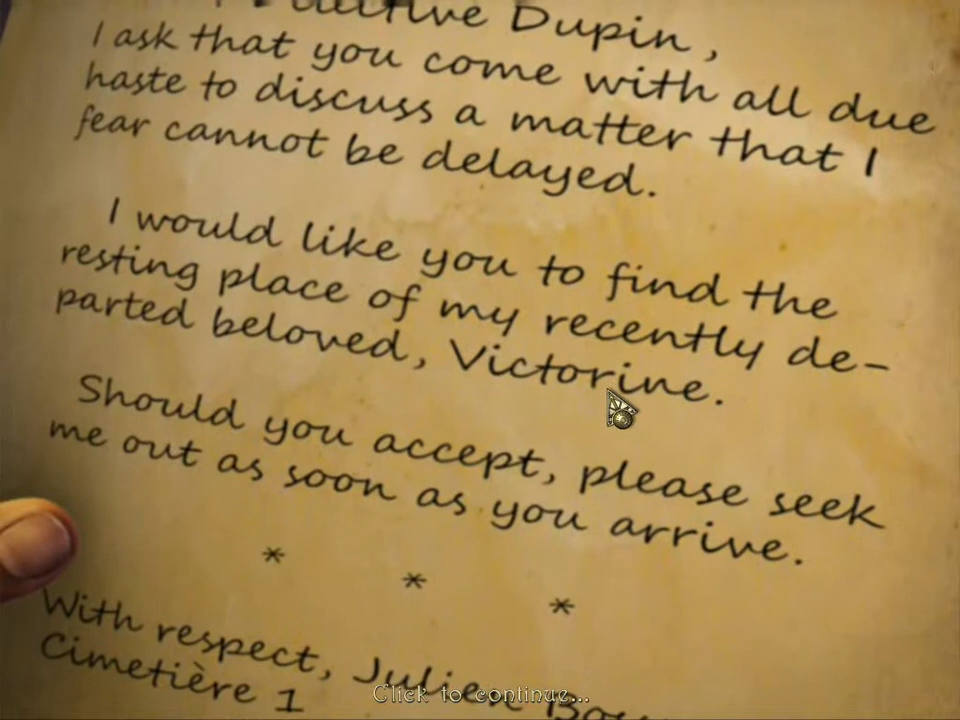 Dupin,
I ask that you come with all due
haste to discuss a matter that I
fear cannot be delayed.
I would like you to find the
resting place of my recently de-
parted beloved, Victorine.
Should you accept, please seek
me out as soon as you arrive.
* * *
With respect, Julien
Cimetière 1
Click to continue...